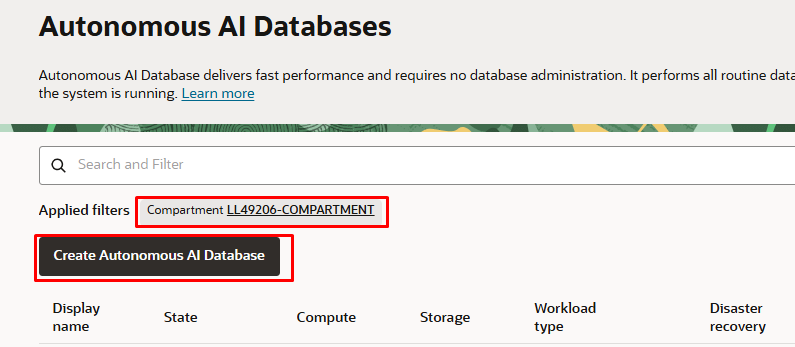 Autonomous AI Databases
Autonomous AI Database delivers fast performance and requires no database administration. It performs all routine data
the system is running. Learn more
Search and Filter
Applied filters Compartment LL49206-COMPARTMENT
Create Autonomous AI Database
Display name State Compute Storage Workload type Disaster recovery